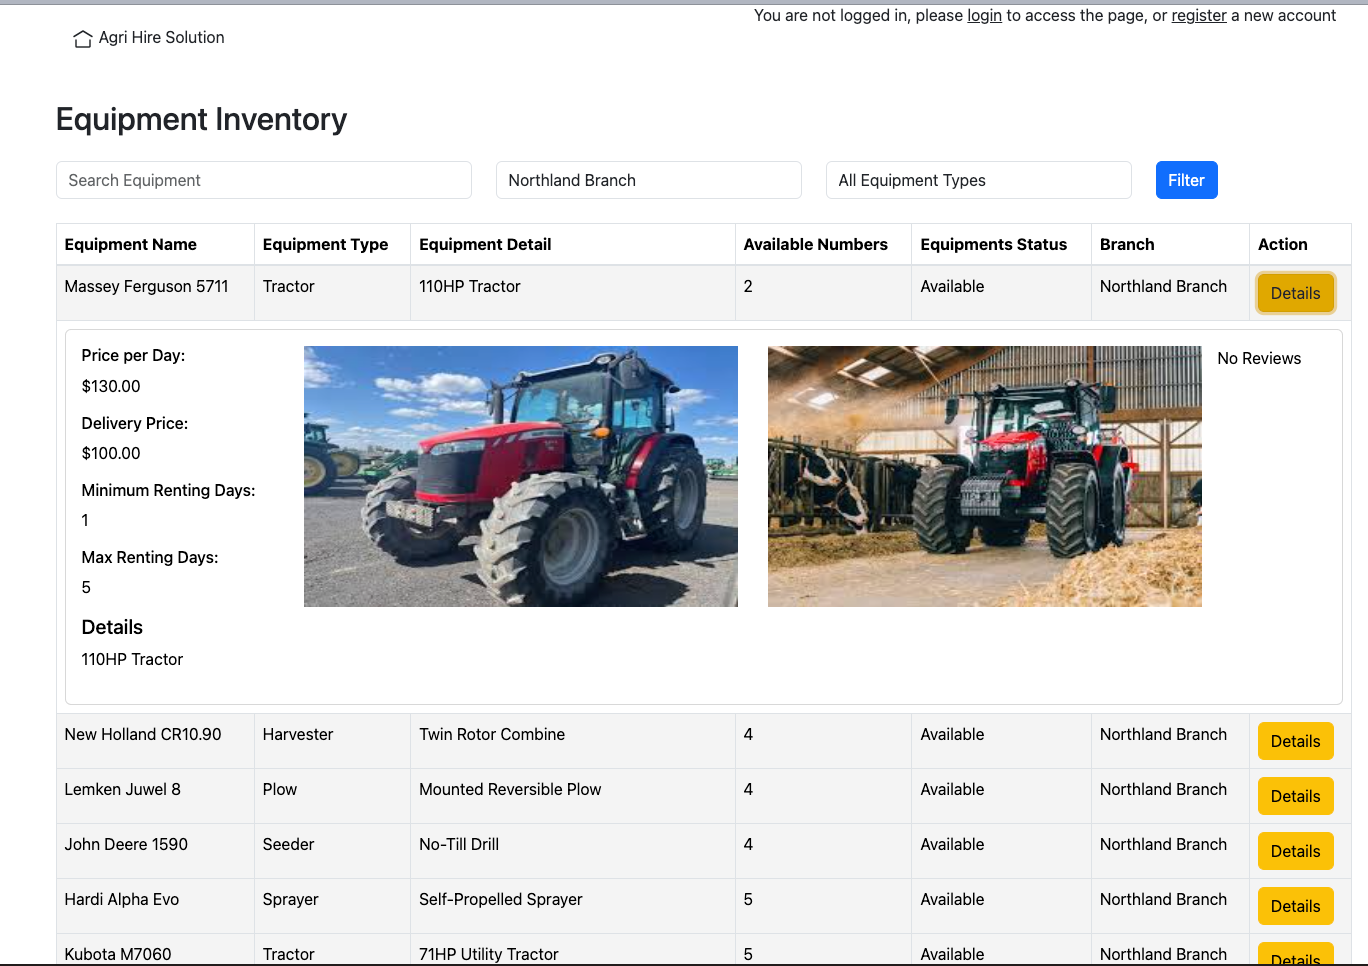 You are not logged in, please login to access the page, or register a new account
Agri Hire Solution
Equipment Inventory
Search Equipment Northland Branch All Equipment Types Filter
Equipment Name Equipment Type Equipment Detail Available Numbers Equipments Status Branch Action
Massey Ferguson 5711 Tractor 110HP Tractor 2 Available Northland Branch Details
Price per Day:
$130.00
Delivery Price:
$100.00
Minimum Renting Days:
1
Max Renting Days:
5
Details
110HP Tractor
No Reviews
New Holland CR10.90 Harvester Twin Rotor Combine 4 Available Northland Branch Details
Lemken Juwel 8 Plow Mounted Reversible Plow 4 Available Northland Branch Details
John Deere 1590 Seeder No-Till Drill 4 Available Northland Branch Details
Hardi Alpha Evo Sprayer Self-Propelled Sprayer 5 Available Northland Branch Details
Kubota M7060 Tractor 71HP Utility Tractor 5 Available Northland Branch Details